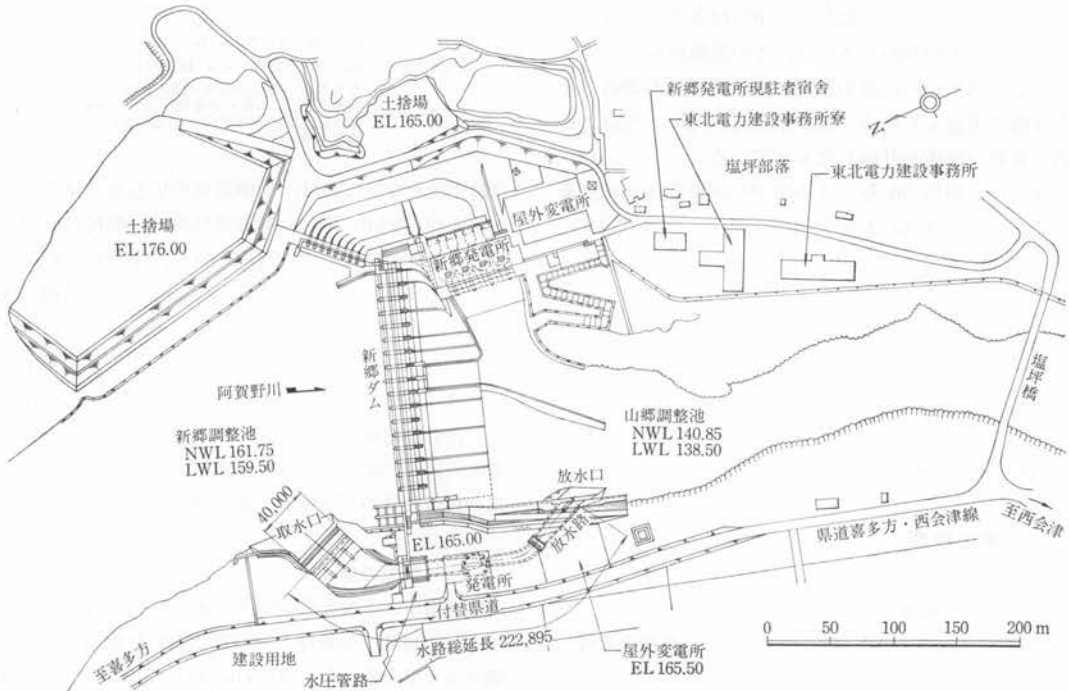 土捨場
EL 165.00
新郷発電所現駐者宿舎
東北電力建設事務所寮
N
塩坪部落
東北電力建設事務所
土捨場
EL 176.00
屋外変電所
新郷発電所
新郷ダム
塩坪橋
阿賀野川
新郷調整池
NWL 161.75
LWL 159.50
山郷調整池
NWL 140.85
LWL 138.50
放水口
40,000
取水口
EL 165.00
放水路
県道喜多方・西会津線
至西会津
発電所
付替県道
水路総延長 222,895
屋外変電所
EL 165.50
至喜多方
建設用地
水圧管路
0 50 100 150 200 m